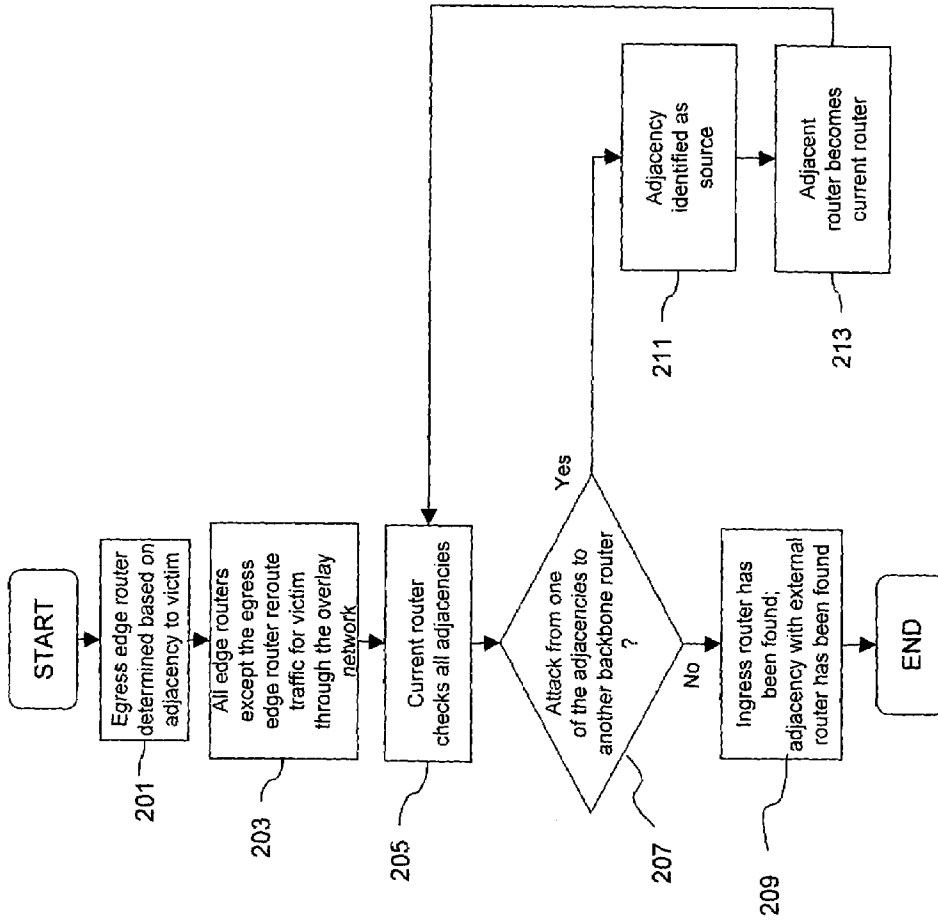 START
Egress edge router
determined based on
adjacency to victim
201
All edge routers
except the egress
edge router reroute
traffic for victim
through the overlay
network
203
Current router
checks all adjacencies
205
Attack from one
of the adjacencies to
another backbone router
?
207
Yes
No
Adjacency
identified as
source
211
Adjacent
router becomes
current router
213
Ingress router has
been found;
adjacency with external
router has been found
209
END